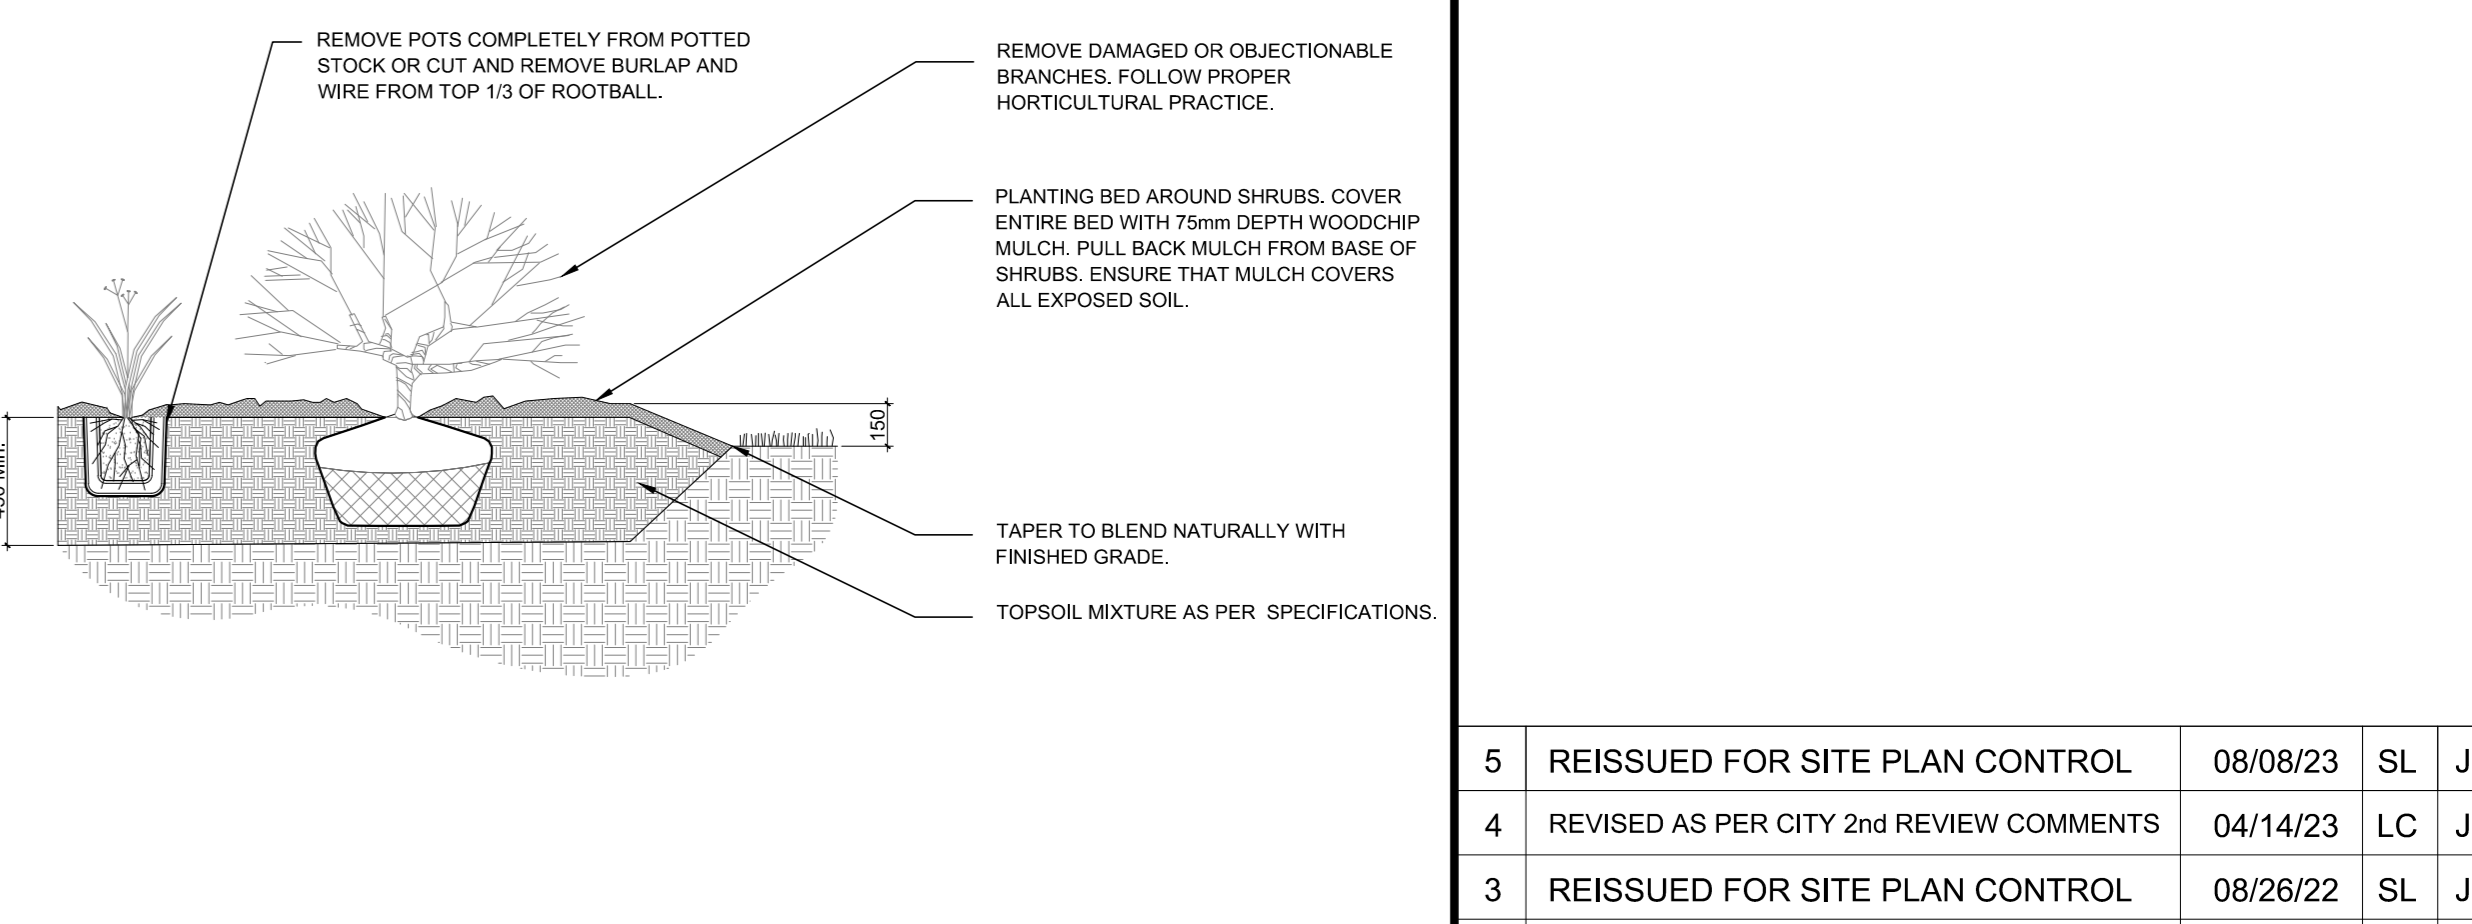 REMOVE POTS COMPLETELY FROM POTTED
STOCK OR CUT AND REMOVE BURLAP AND
WIRE FROM TOP 1/3 OF ROOTBALL.
REMOVE DAMAGED OR OBJECTIONABLE
BRANCHES. FOLLOW PROPER
HORTICULTURAL PRACTICE.
PLANTING BED AROUND SHRUBS. COVER
ENTIRE BED WITH 75mm DEPTH WOODCHIP
MULCH. PULL BACK MULCH FROM BASE OF
SHRUBS. ENSURE THAT MULCH COVERS
ALL EXPOSED SOIL.
150
TAPER TO BLEND NATURALLY WITH
FINISHED GRADE.
TOPSOIL MIXTURE AS PER SPECIFICATIONS.
5 REISSUED FOR SITE PLAN CONTROL 08/08/23 SL J
4 REVISED AS PER CITY 2nd REVIEW COMMENTS 04/14/23 LC J
3 REISSUED FOR SITE PLAN CONTROL 08/26/22 SL J